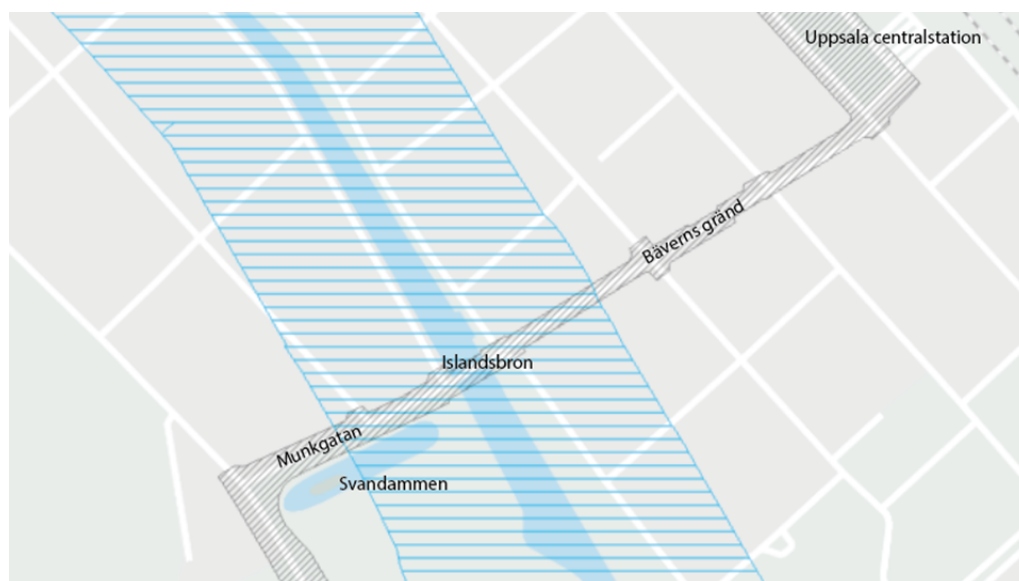 Uppsala centralstation
Bäverns gränd
Islandsbron
Munkgatan
Svandammen